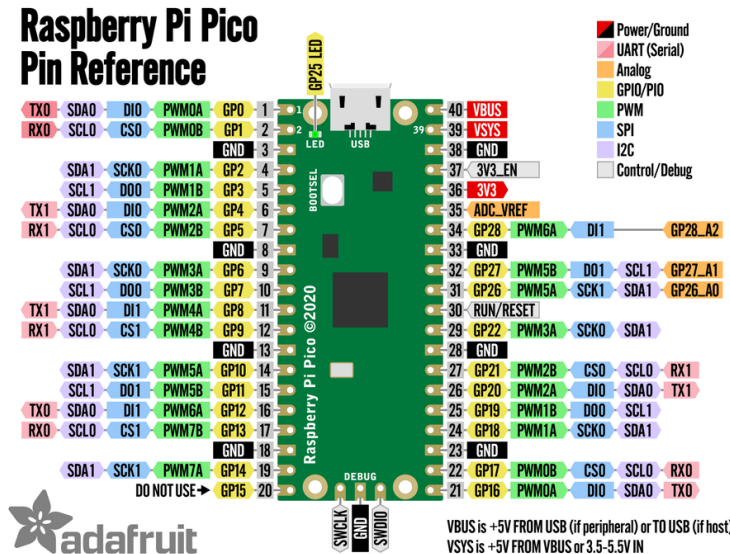 Raspberry Pi Pico
Pin Reference
GP25 LED
Power/Ground
UART (Serial)
Analog
GPIO/PIO
PWM
SPI
I2C
Control/Debug
TX0 SDA0 DI0 PWM0A GP0 1
RX0 SCL0 CS0 PWM0B GP1 2
GND 3
SDA1 SCK0 PWM1A GP2 4
SCL1 DO0 PWM1B GP3 5
TX1 SDA0 DI0 PWM2A GP4 6
RX1 SCL0 CS0 PWM2B GP5 7
GND 8
SDA1 SCK0 PWM3A GP6 9
SCL1 DO0 PWM3B GP7 10
TX1 SDA0 DI1 PWM4A GP8 11
RX1 SCL0 CS1 PWM4B GP9 12
GND 13
SDA1 SCK1 PWM5A GP10 14
SCL1 DO1 PWM5B GP11 15
TX0 SDA0 DI1 PWM6A GP12 16
RX0 SCL0 CS1 PWM7B GP13 17
GND 18
SDA1 SCK1 PWM7A GP14 19
DO NOT USE GP15 20
1
2
39
LED
USB
BOOTSEL
Raspberry Pi Pico ©2020
DEBUG
SWCLK
GND
SWDIO
40 VBUS
39 VSYS
38 GND
37 3V3_EN
36 3V3
35 ADC_VREF
34 GP28 PWM6A DI1 GP28_A2
33 GND
32 GP27 PWM5B DO1 SCL1 GP27_A1
31 GP26 PWM5A SCK1 SDA1 GP26_A0
30 RUN/RESET
29 GP22 PWM3A SCK0 SDA1
28 GND
27 GP21 PWM2B CS0 SCL0 RX1
26 GP20 PWM2A DI0 SDA0 TX1
25 GP19 PWM1B DO0 SCL1
24 GP18 PWM1A SCK0 SDA1
23 GND
22 GP17 PWM0B CS0 SCL0 RX0
21 GP16 PWM0A DI0 SDA0 TX0
adafruit
VBUS is +5V FROM USB (if peripheral) or TO USB (if host)
VSYS is +5V FROM VBUS or 3.5-5.5V IN